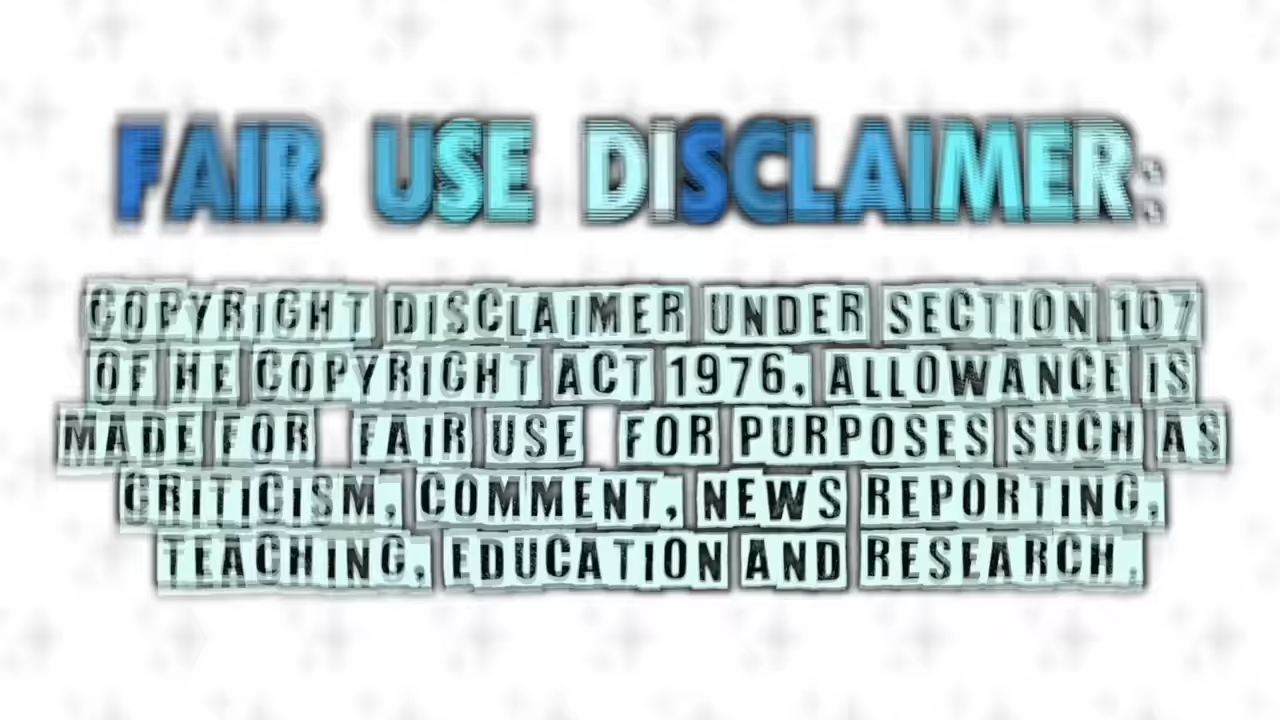 FAIR USE DISCLAIMER:
COPYRIGHT DISCLAIMER UNDER SECTION 107
OF HE COPYRIGHT ACT 1976, ALLOWANCE IS
MADE FOR FAIR USE FOR PURPOSES SUCH AS
CRITICISM, COMMENT, NEWS REPORTING,
TEACHING, EDUCATION AND RESEARCH.